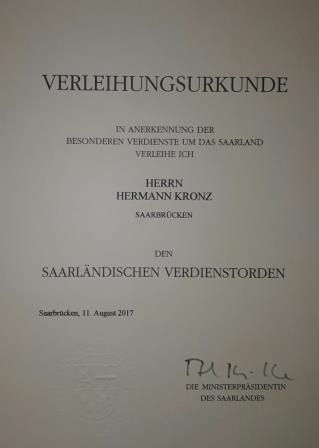 VERLEIHUNGSURKUNDE
IN ANERKENNUNG DER
BESONDEREN VERDIENSTE UM DAS SAARLAND
VERLEIHE ICH
HERRN
HERMANN KRONZ
SAARBRÜCKEN
DEN
SAARLÄNDISCHEN VERDIENSTORDEN
Saarbrücken, 11. August 2017
DIE MINISTERPRÄSIDENTIN
DES SAARLANDES